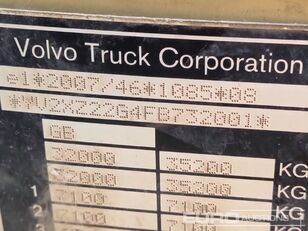 Volvo Truck Corporation
e1*2007/46*1085*08
*YV2XZ22G4FB732001*
GB
32000 35200 KG
32000 35200 KG
1 7100 7100 KG
2 7100 7100 KG